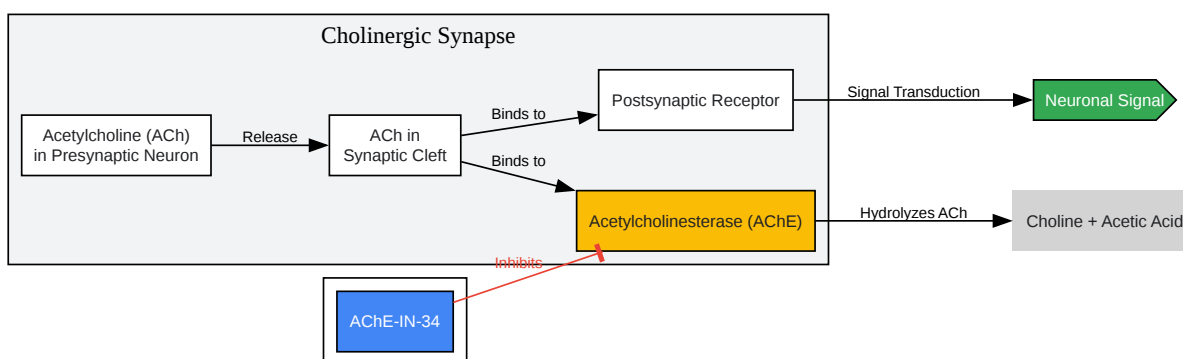 Cholinergic Synapse
Acetylcholine (ACh)
in Presynaptic Neuron
Release
ACh in
Synaptic Cleft
Binds to
Postsynaptic Receptor
Signal Transduction
Neuronal Signal
Binds to
Acetylcholinesterase (AChE)
Hydrolyzes ACh
Choline + Acetic Acid
Inhibits
AChE-IN-34